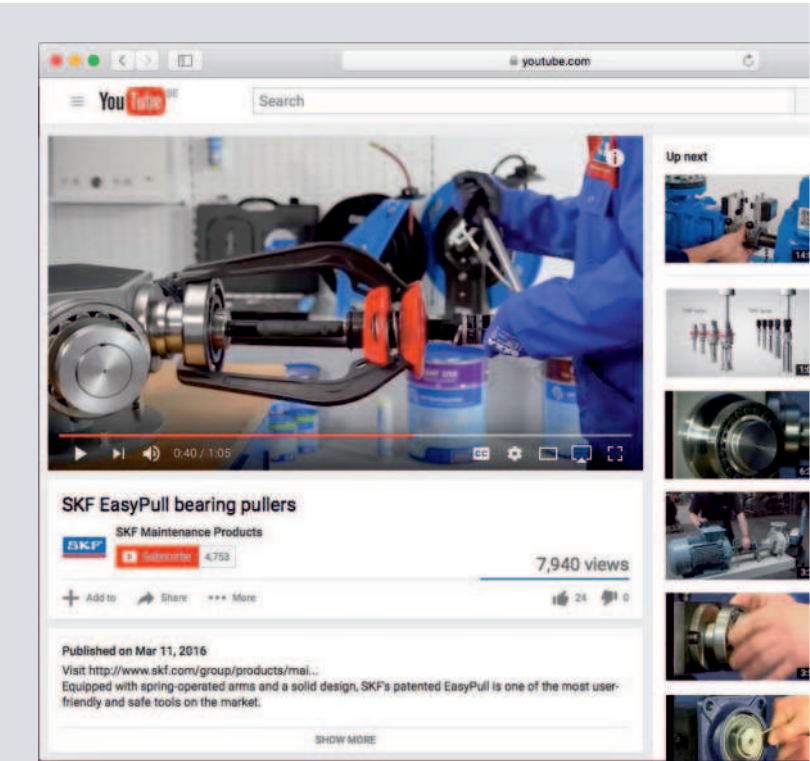 youtube.com
YouTube SE
Search
Up next
0:40 / 1:05
CC
SKF EasyPull bearing pullers
SKF
SKF Maintenance Products
Subscribe 4,753
7,940 views
Add to Share More
24 0
Published on Mar 11, 2016
Visit http://www.skf.com/group/products/mai...
Equipped with spring-operated arms and a solid design, SKF's patented EasyPull is one of the most user-
friendly and safe tools on the market.
SHOW MORE